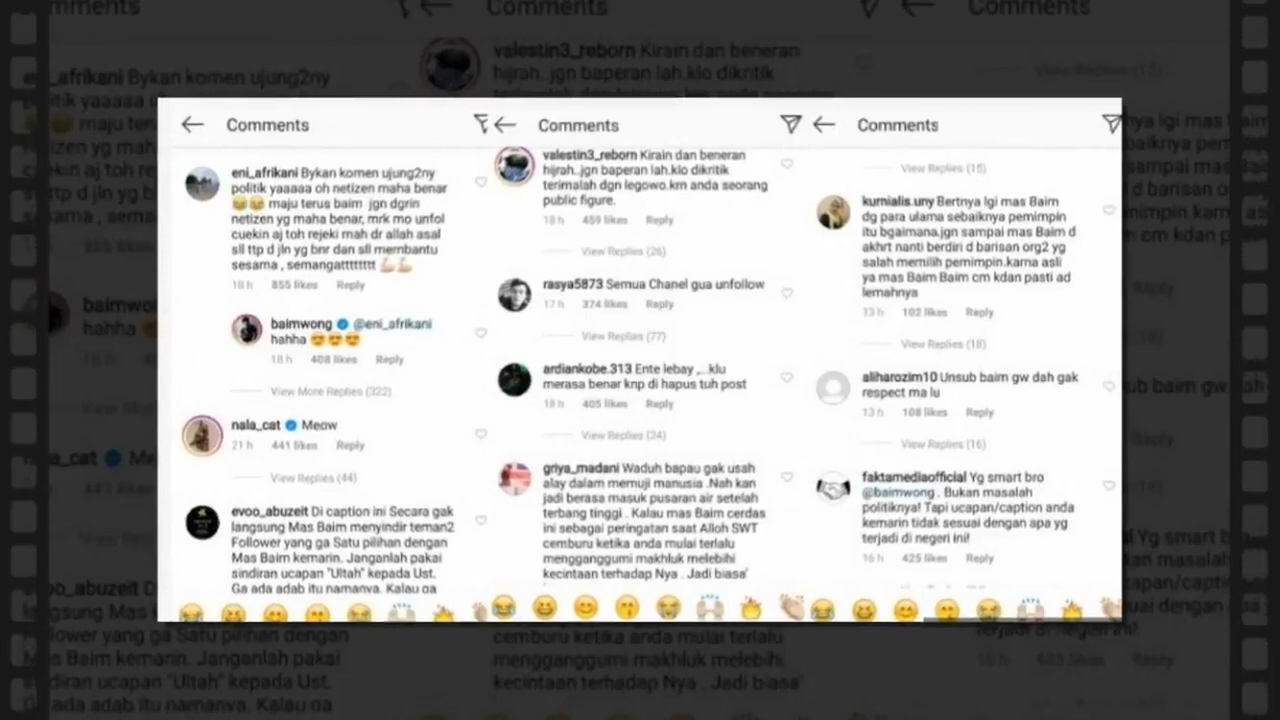 Comments
eni_afrikani Bykan komen ujung2ny
politik yaaaaa oh netizen maha benar
😂😂 maju terus baim jgn dgrin
netizen yg maha benar, mrk mo unfol
cuekin aj toh rejeki mah dr allah asal
sll ttp d jln yg bnr dan sll membantu
sesama , semangattttttt 💪💪
18 h 855 likes Reply
baimwong @eni_afrikani
hahha 😍😍😍
18 h 408 likes Reply
View More Replies (322)
nala_cat Meow
21 h 441 likes Reply
View Replies (44)
evoo_abuzeit Di caption ini Secara gak
langsung Mas Baim menyindir teman2
Follower yang ga Satu pilihan dengan
Mas Baim kemarin. Janganlah pakai
sindiran ucapan "Ultah" kepada Ust.
Ga ada adab itu namanya. Kalau oa
Comments
valestin3_reborn Kirain dan beneran
hijrah..jgn baperan lah.klo dikritik
terimalah dgn legowo.krn anda seorang
public figure.
18 h 459 likes Reply
View Replies (26)
rasya5873 Semua Chanel gua unfollow
17 h 374 likes Reply
View Replies (77)
ardiankobe.313 Ente lebay ,...klu
merasa benar knp di hapus tuh post
18 h 405 likes Reply
View Replies (24)
griya_madani Waduh bapau gak usah
alay dalam memuji manusia .Nah kan
jadi berasa masuk pusaran air setelah
terbang tinggi . Kalau mas Baim cerdas
ini sebagai peringatan saat Alloh SWT
cemburu ketika anda mulai terlalu
mengganggumi makhluk melebihi
kecintaan terhadap Nya . Jadi biasa'
Comments
View Replies (15)
kurnialis.uny Bertnya lgi mas Baim
dg para ulama sebaiknya pemimpin
itu bgaimana.jgn sampai mas Baim d
akhrt nanti berdiri d barisan org2 yg
salah memilih pemimpin.karna asli
ya mas Baim Baim cm kdan pasti ad
lemahnya
13 h 102 likes Reply
View Replies (18)
aliharozim10 Unsub baim gw dah gak
respect ma lu
13 h 108 likes Reply
View Replies (16)
faktamediaofficial Yg smart bro
@baimwong . Bukan masalah
politiknya! Tapi ucapan/caption anda
kemarin tidak sesuai dengan apa yg
terjadi di negeri ini!
16 h 425 likes Reply